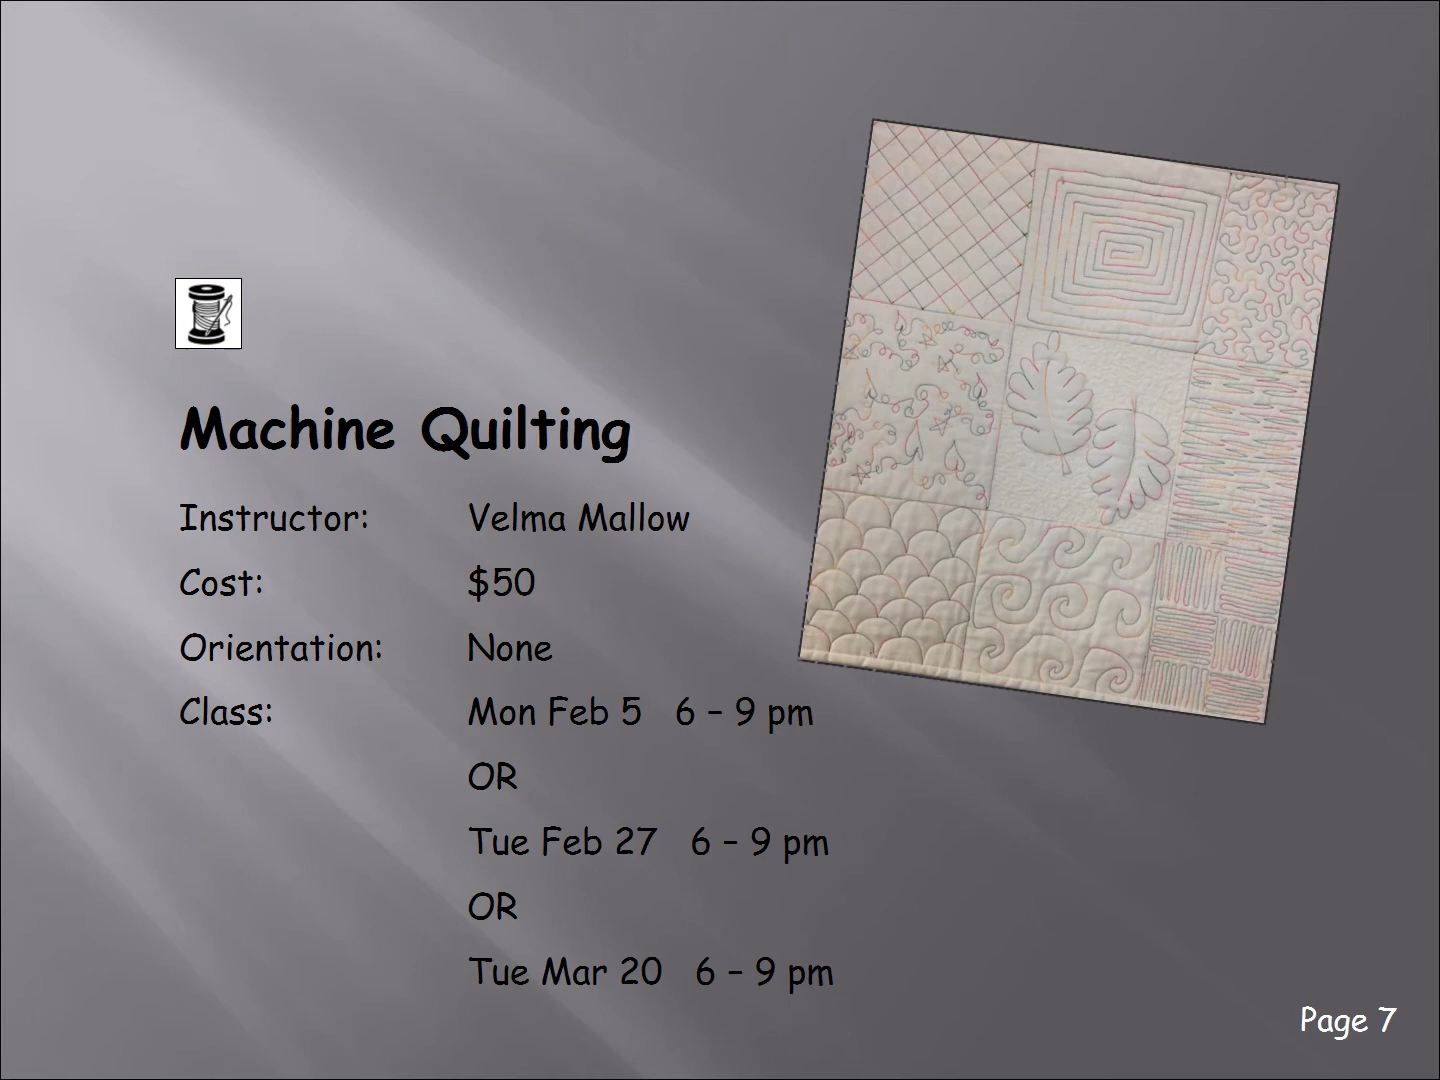 Machine Quilting
Instructor: Velma Mallow
Cost: $50
Orientation: None
Class: Mon Feb 5 6 – 9 pm
OR
Tue Feb 27 6 – 9 pm
OR
Tue Mar 20 6 – 9 pm
Page 7